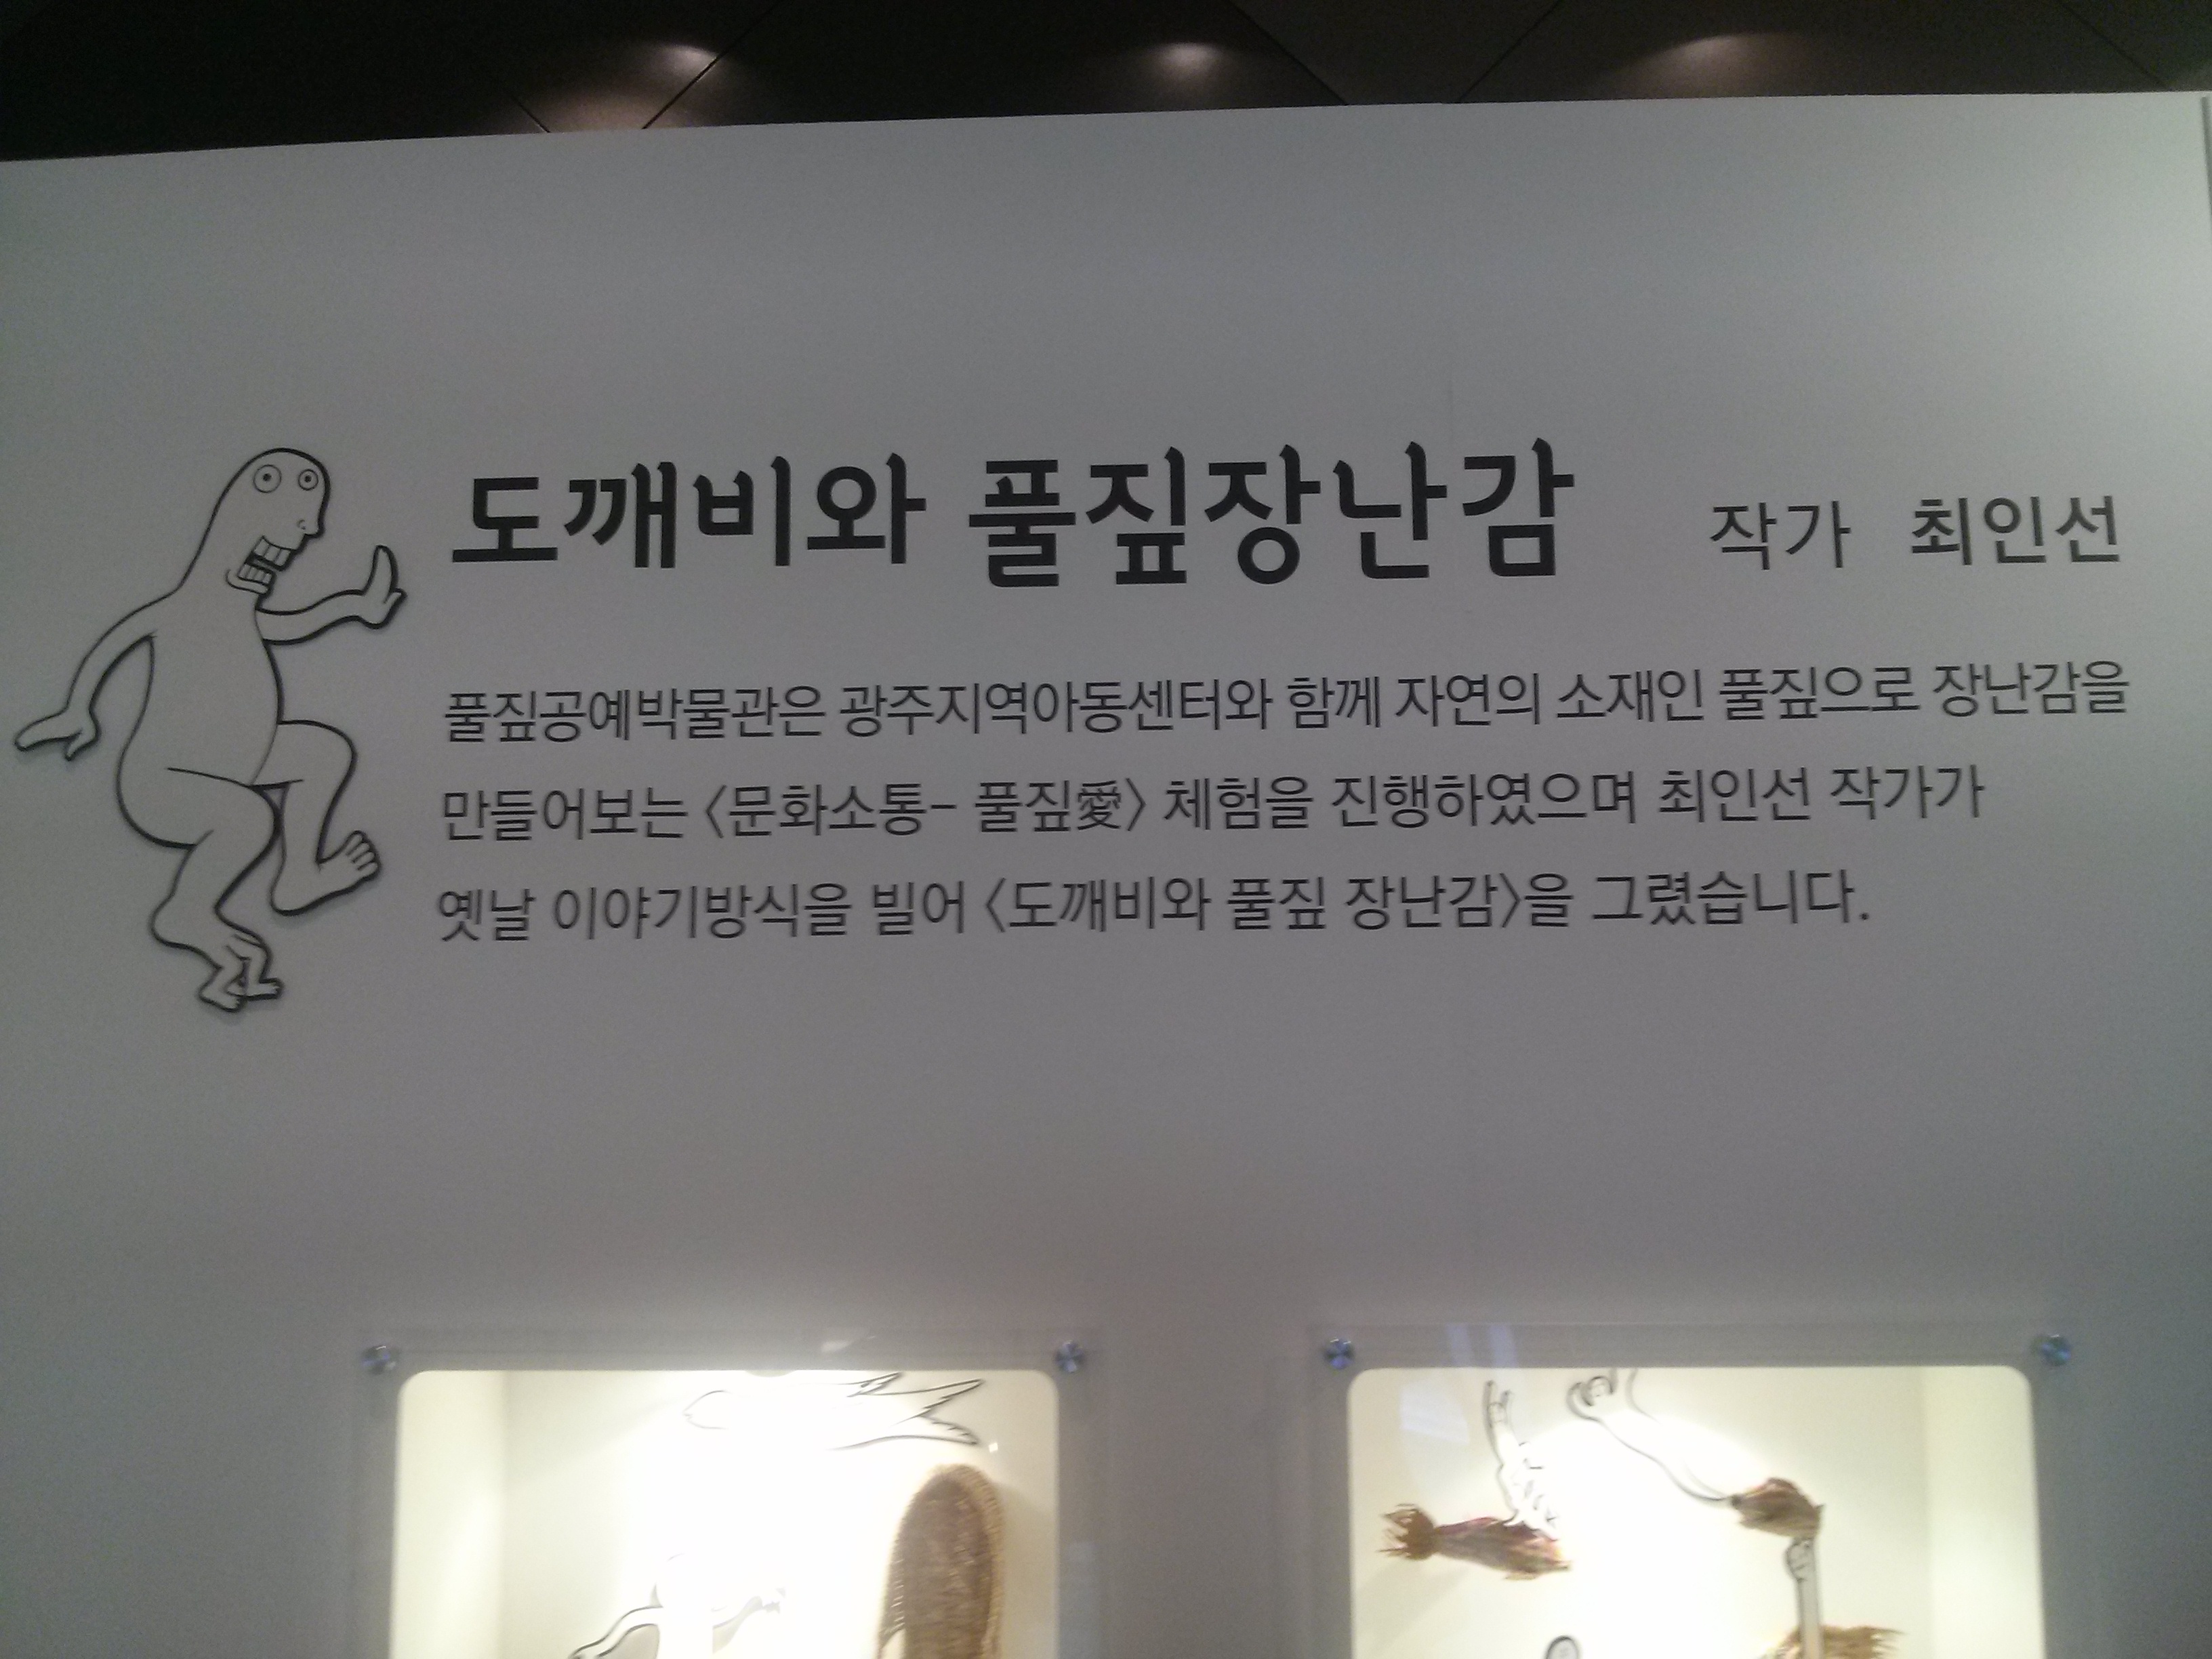 도깨비와 풀짚장난감 작가 최인선
풀짚공예박물관은 광주지역아동센터와 함께 자연의 소재인 풀짚으로 장난감을
만들어보는 〈문화소통- 풀짚愛〉 체험을 진행하였으며 최인선 작가가
옛날 이야기방식을 빌어 〈도깨비와 풀짚 장난감〉을 그렸습니다.